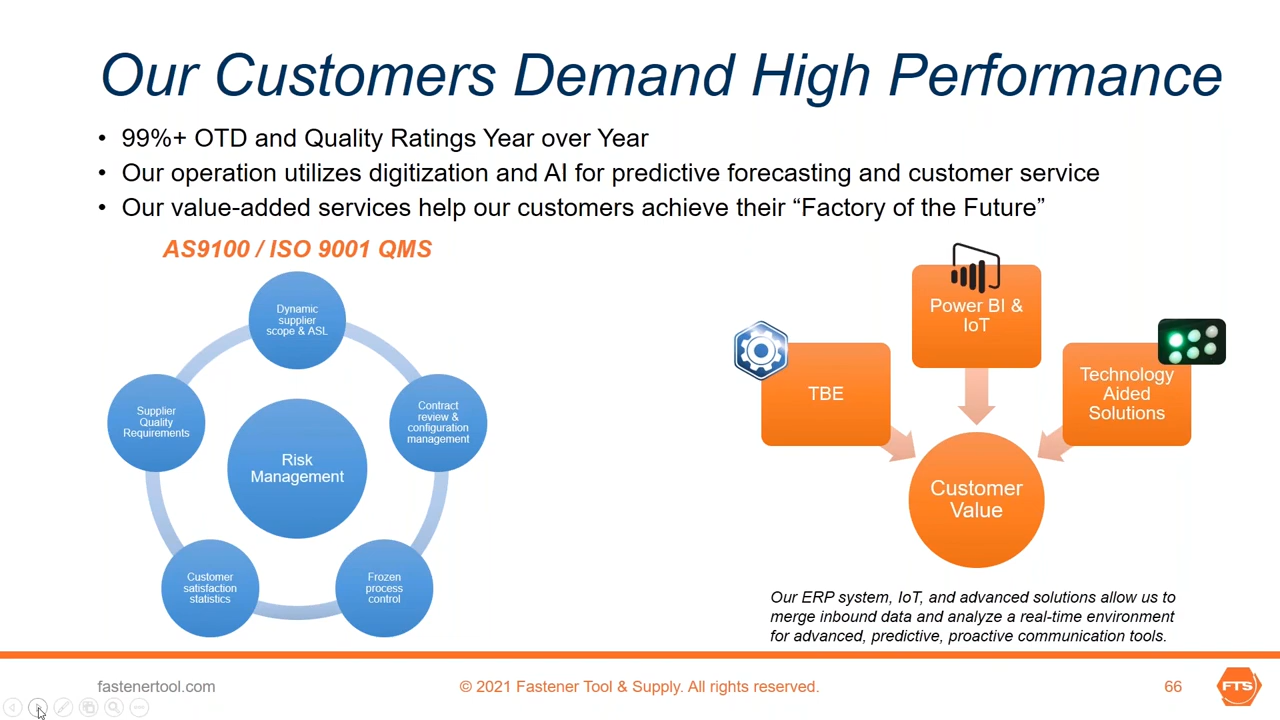 Our Customers Demand High Performance
• 99%+ OTD and Quality Ratings Year over Year
• Our operation utilizes digitization and AI for predictive forecasting and customer service
• Our value-added services help our customers achieve their “Factory of the Future”
AS9100 / ISO 9001 QMS
Dynamic
supplier
scope & ASL
Contract
review &
configuration
management
Frozen
process
control
Customer
satisfaction
statistics
Supplier
Quality
Requirements
Risk
Management
TBE
Power BI &
IoT
Technology
Aided
Solutions
Customer
Value
Our ERP system, IoT, and advanced solutions allow us to
merge inbound data and analyze a real-time environment
for advanced, predictive, proactive communication tools.
fastenertool.com
© 2021 Fastener Tool & Supply. All rights reserved.
66
FTS